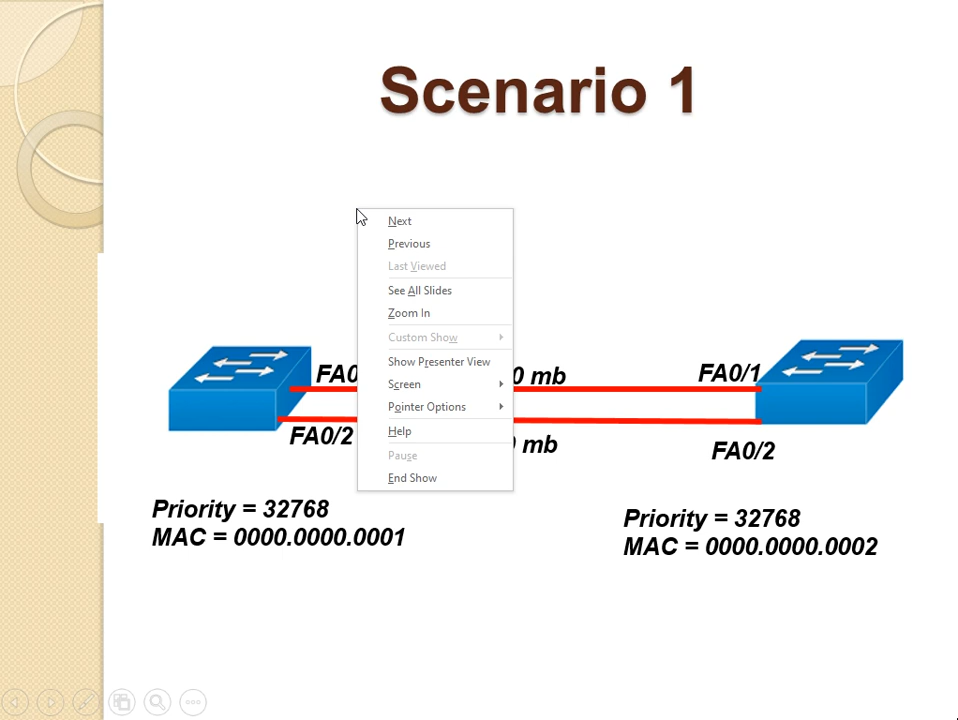 Scenario 1
Next
Previous
Last Viewed
See All Slides
Zoom In
Custom Show
Show Presenter View
Screen
Pointer Options
Help
Pause
End Show
0 mb
FA0/1
FA0/2
mb
FA0/2
Priority = 32768
MAC = 0000.0000.0001
Priority = 32768
MAC = 0000.0000.0002